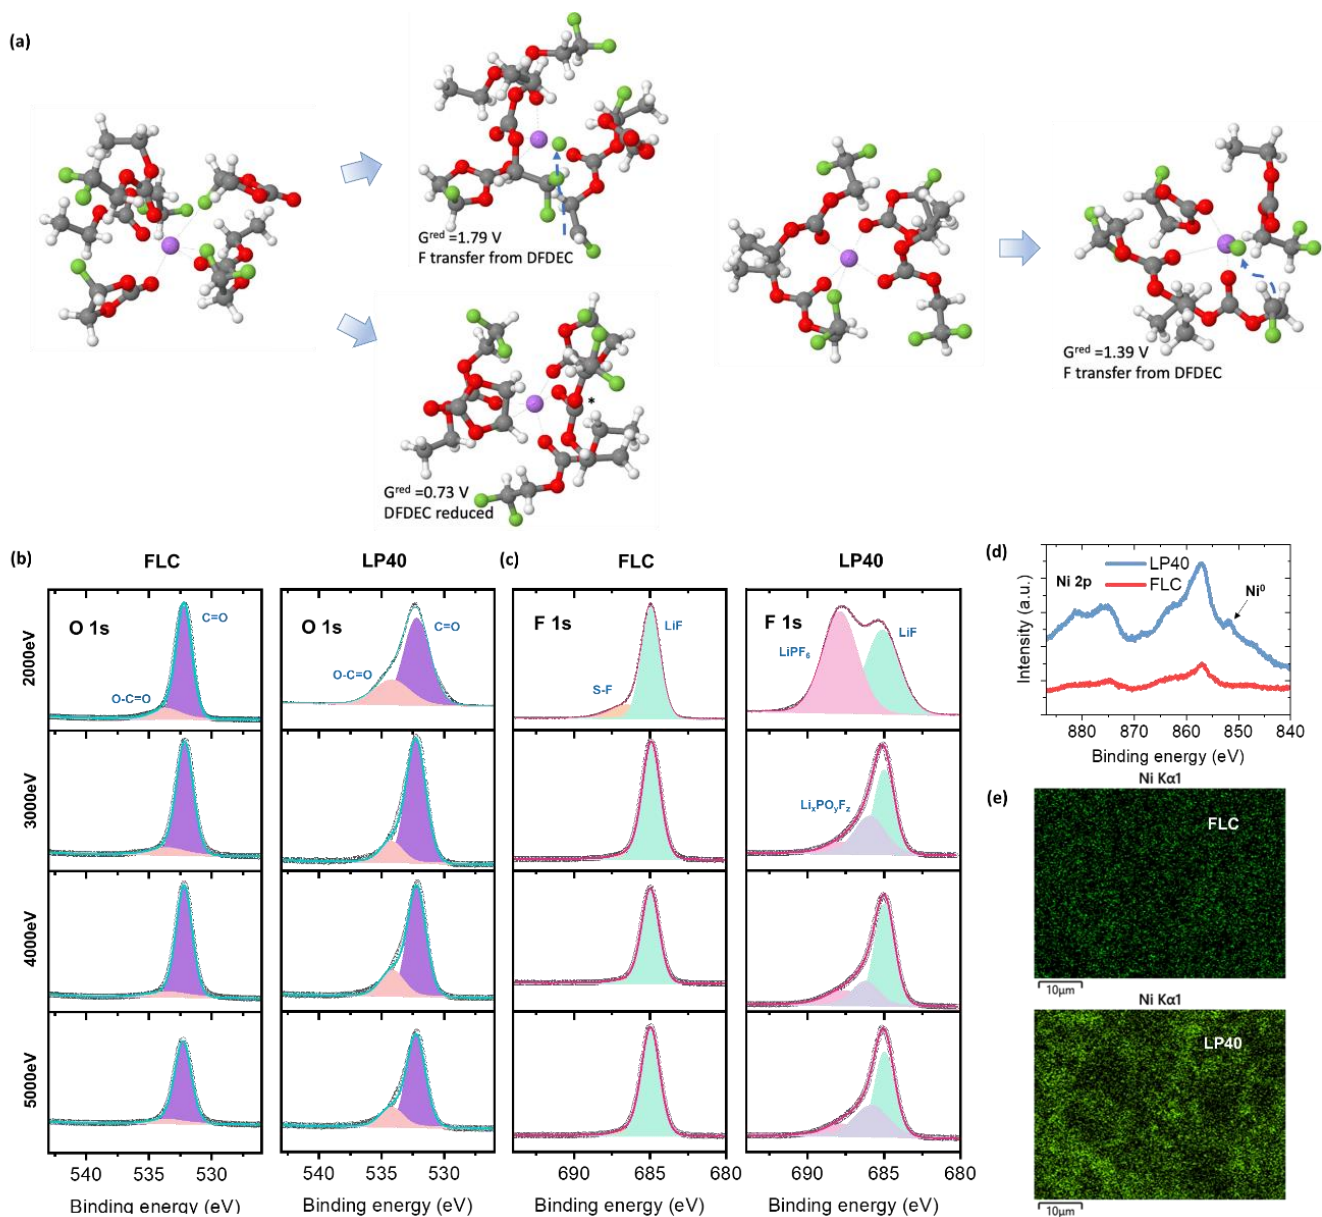 (a)
G^red =1.79 V
F transfer from DFDEC
G^red =1.39 V
F transfer from DFDEC
*
G^red =0.73 V
DFDEC reduced
(b)
FLC
LP40
(c)
FLC
LP40
(d)
O 1s
C=O
O-C=O
O 1s
C=O
O-C=O
F 1s
LiF
S-F
F 1s
LiPF₆
LiF
LiₓPOᵧF_z
2000eV
3000eV
4000eV
5000eV
540 535 530
540 535 530
690 685 680
690 685 680
Binding energy (eV)
Binding energy (eV)
Binding energy (eV)
Binding energy (eV)
LP40
FLC
Ni 2p
Ni⁰
Intensity (a.u.)
880 870 860 850 840
Binding energy (eV)
(e)
Ni Kα1
FLC
10µm
Ni Kα1
LP40
10µm